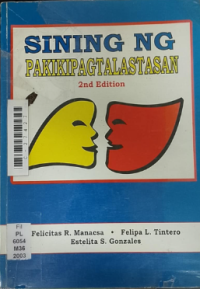 SINING NG
PAKIKIPAGTALASTASAN
2nd Edition
Felicitas R. Manacsa • Felipa L. Tintero
Estelita S. Gonzales
PL
6054
M36
2003